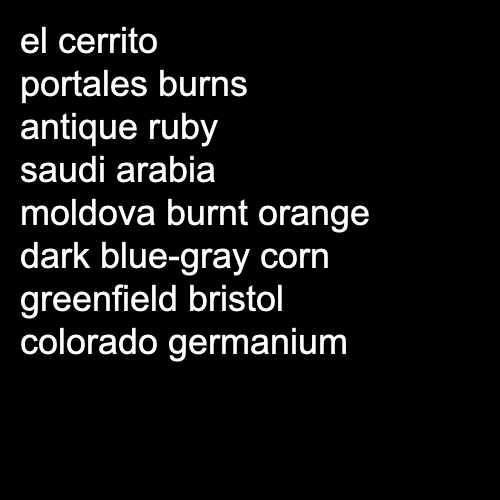 el cerrito
portales burns
antique ruby
saudi arabia
moldova burnt orange
dark blue-gray corn
greenfield bristol
colorado germanium